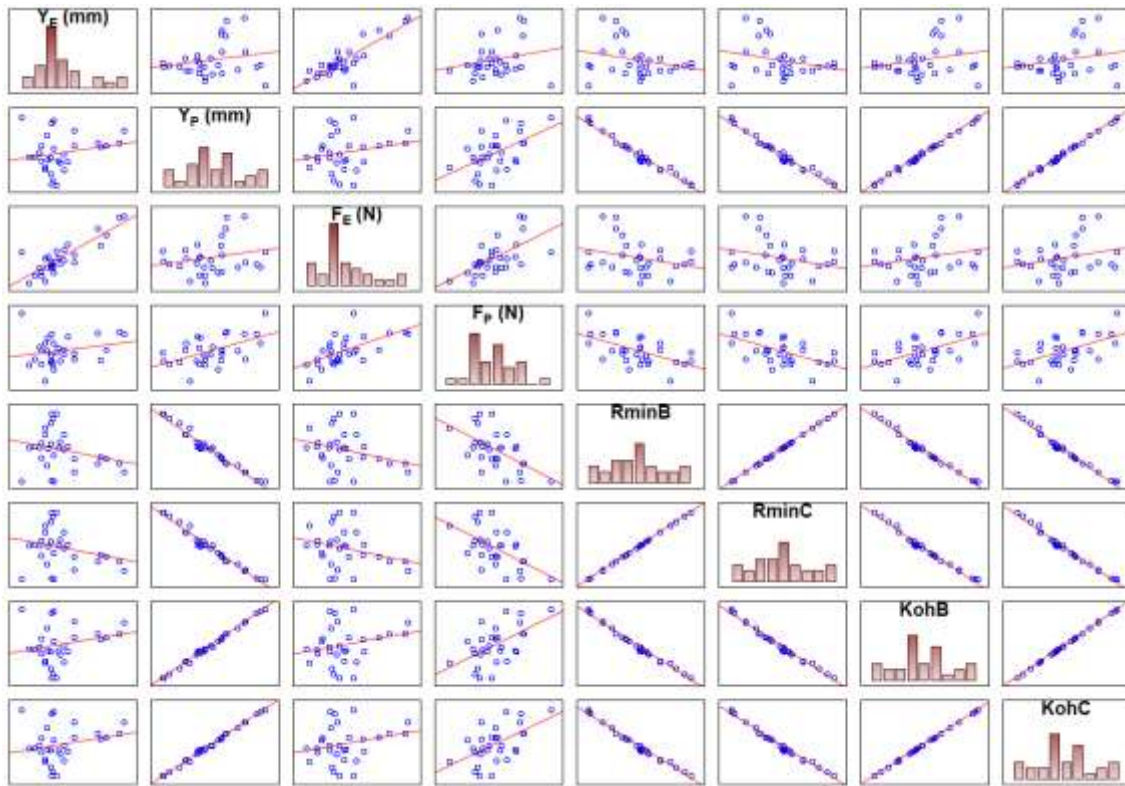 Y_E (mm)
Y_P (mm)
F_E (N)
F_P (N)
RminB
RminC
KohB
KohC